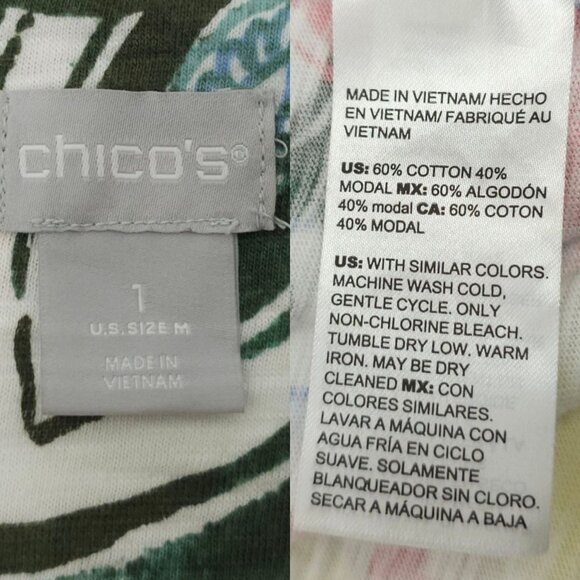 chico's®
1
U.S. SIZE M
MADE IN
VIETNAM
MADE IN VIETNAM/ HECHO
EN VIETNAM/ FABRIQUÉ AU
VIETNAM
US: 60% COTTON 40%
MODAL MX: 60% ALGODÓN
40% modal CA: 60% COTON
40% MODAL
US: WITH SIMILAR COLORS.
MACHINE WASH COLD,
GENTLE CYCLE. ONLY
NON-CHLORINE BLEACH.
TUMBLE DRY LOW. WARM
IRON. MAY BE DRY
CLEANED MX: CON
COLORES SIMILARES.
LAVAR A MÁQUINA CON
AGUA FRÍA EN CICLO
SUAVE. SOLAMENTE
BLANQUEADOR SIN CLORO.
SECAR A MÁQUINA A BAJA